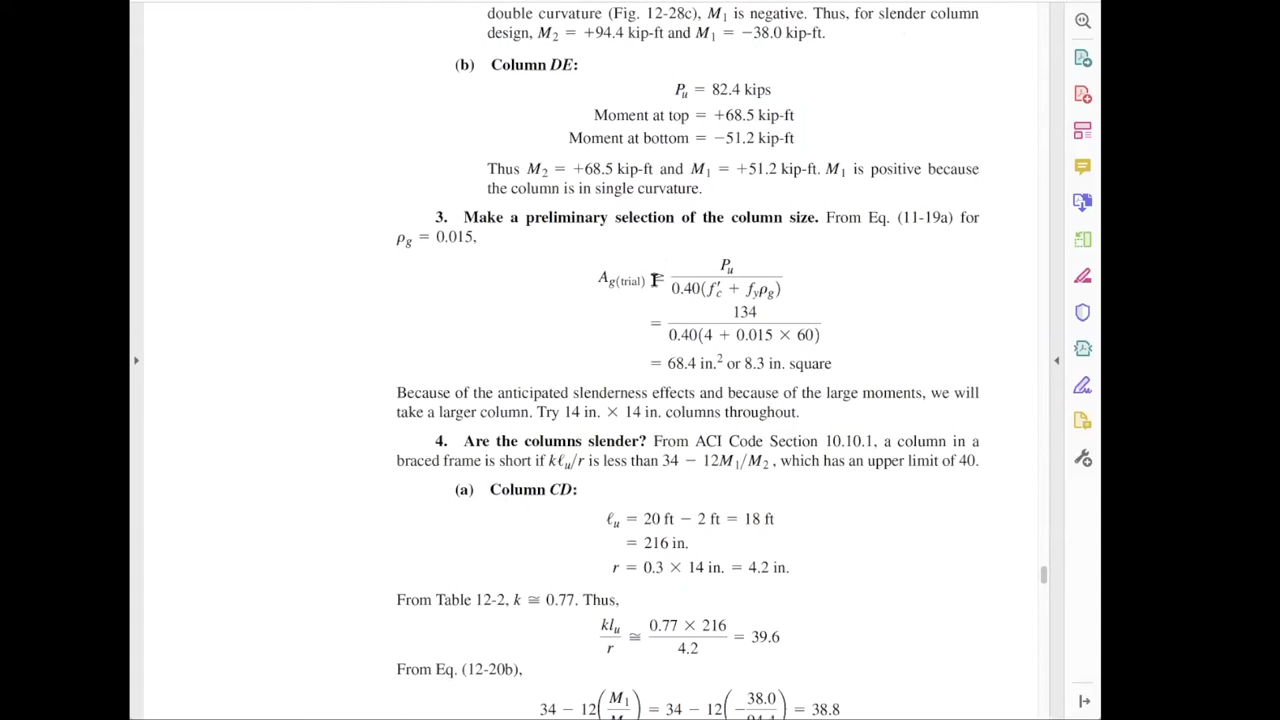 double curvature (Fig. 12-28c), M₁ is negative. Thus, for slender column
design, M₂ = +94.4 kip-ft and M₁ = −38.0 kip-ft.
(b) Column DE:
Pᵤ = 82.4 kips
Moment at top = +68.5 kip-ft
Moment at bottom = −51.2 kip-ft
Thus M₂ = +68.5 kip-ft and M₁ = +51.2 kip-ft. M₁ is positive because
the column is in single curvature.
3. Make a preliminary selection of the column size. From Eq. (11-19a) for
ρg = 0.015,
Ag(trial) = Pᵤ / 0.40(f′c + fyρg)
= 134 / 0.40(4 + 0.015 × 60)
= 68.4 in.² or 8.3 in. square
Because of the anticipated slenderness effects and because of the large moments, we will
take a larger column. Try 14 in. × 14 in. columns throughout.
4. Are the columns slender? From ACI Code Section 10.10.1, a column in a
braced frame is short if kℓᵤ/r is less than 34 − 12M₁/M₂, which has an upper limit of 40.
(a) Column CD:
ℓᵤ = 20 ft − 2 ft = 18 ft
= 216 in.
r = 0.3 × 14 in. = 4.2 in.
From Table 12-2, k ≅ 0.77. Thus,
klᵤ / r ≅ 0.77 × 216 / 4.2 = 39.6
From Eq. (12-20b),
34 − 12(M₁ / M) = 34 − 12(−38.0 / 94.4) = 38.8